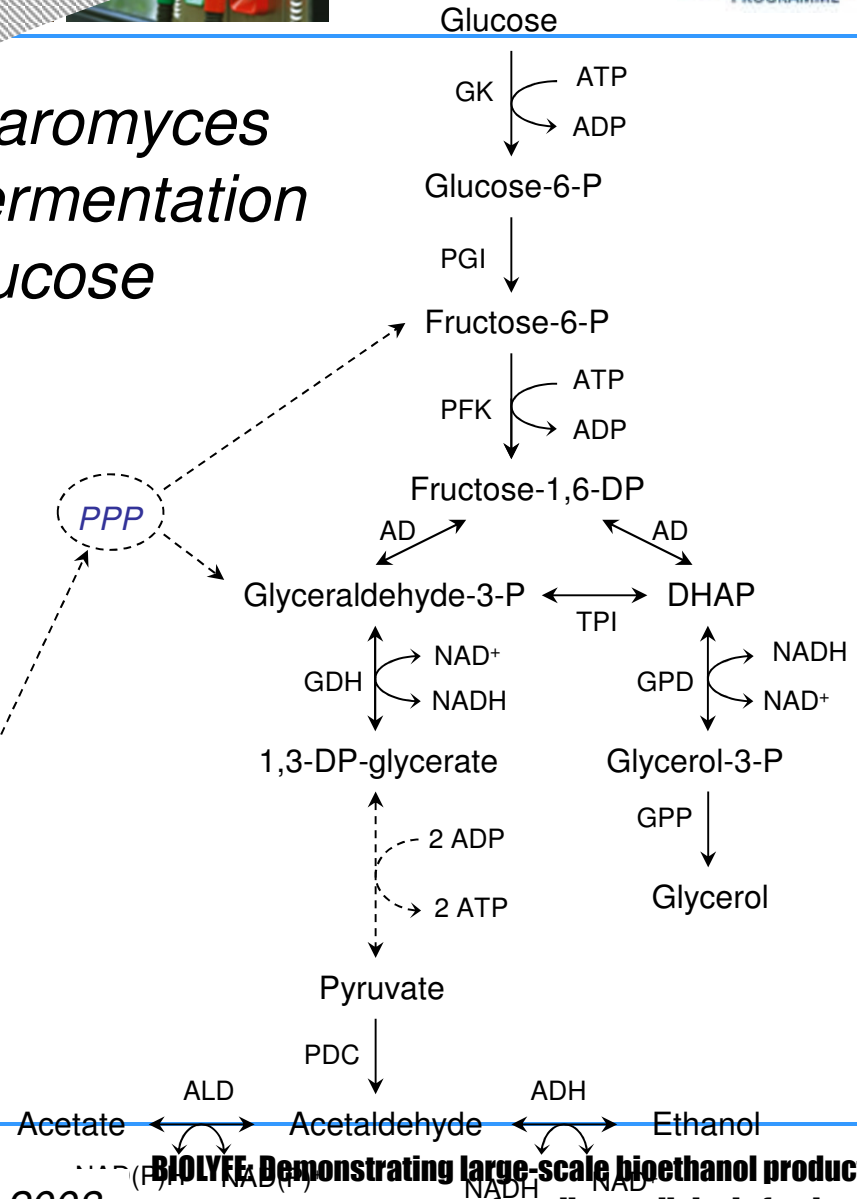 Glucose
GK
ATP
ADP
aromyces
ermentation
ucose
Glucose-6-P
PGI
Fructose-6-P
PFK
ATP
ADP
Fructose-1,6-DP
PPP
AD
AD
Glyceraldehyde-3-P
DHAP
TPI
GDH
NAD⁺
NADH
GPD
NADH
NAD⁺
1,3-DP-glycerate
Glycerol-3-P
2 ADP
2 ATP
GPP
Glycerol
Pyruvate
PDC
ALD
ADH
Acetate
Acetaldehyde
Ethanol
NAD(P)H
NAD(P)⁺
NADH
NAD⁺
BIOLYFE: Demonstrating large-scale bioethanol produc